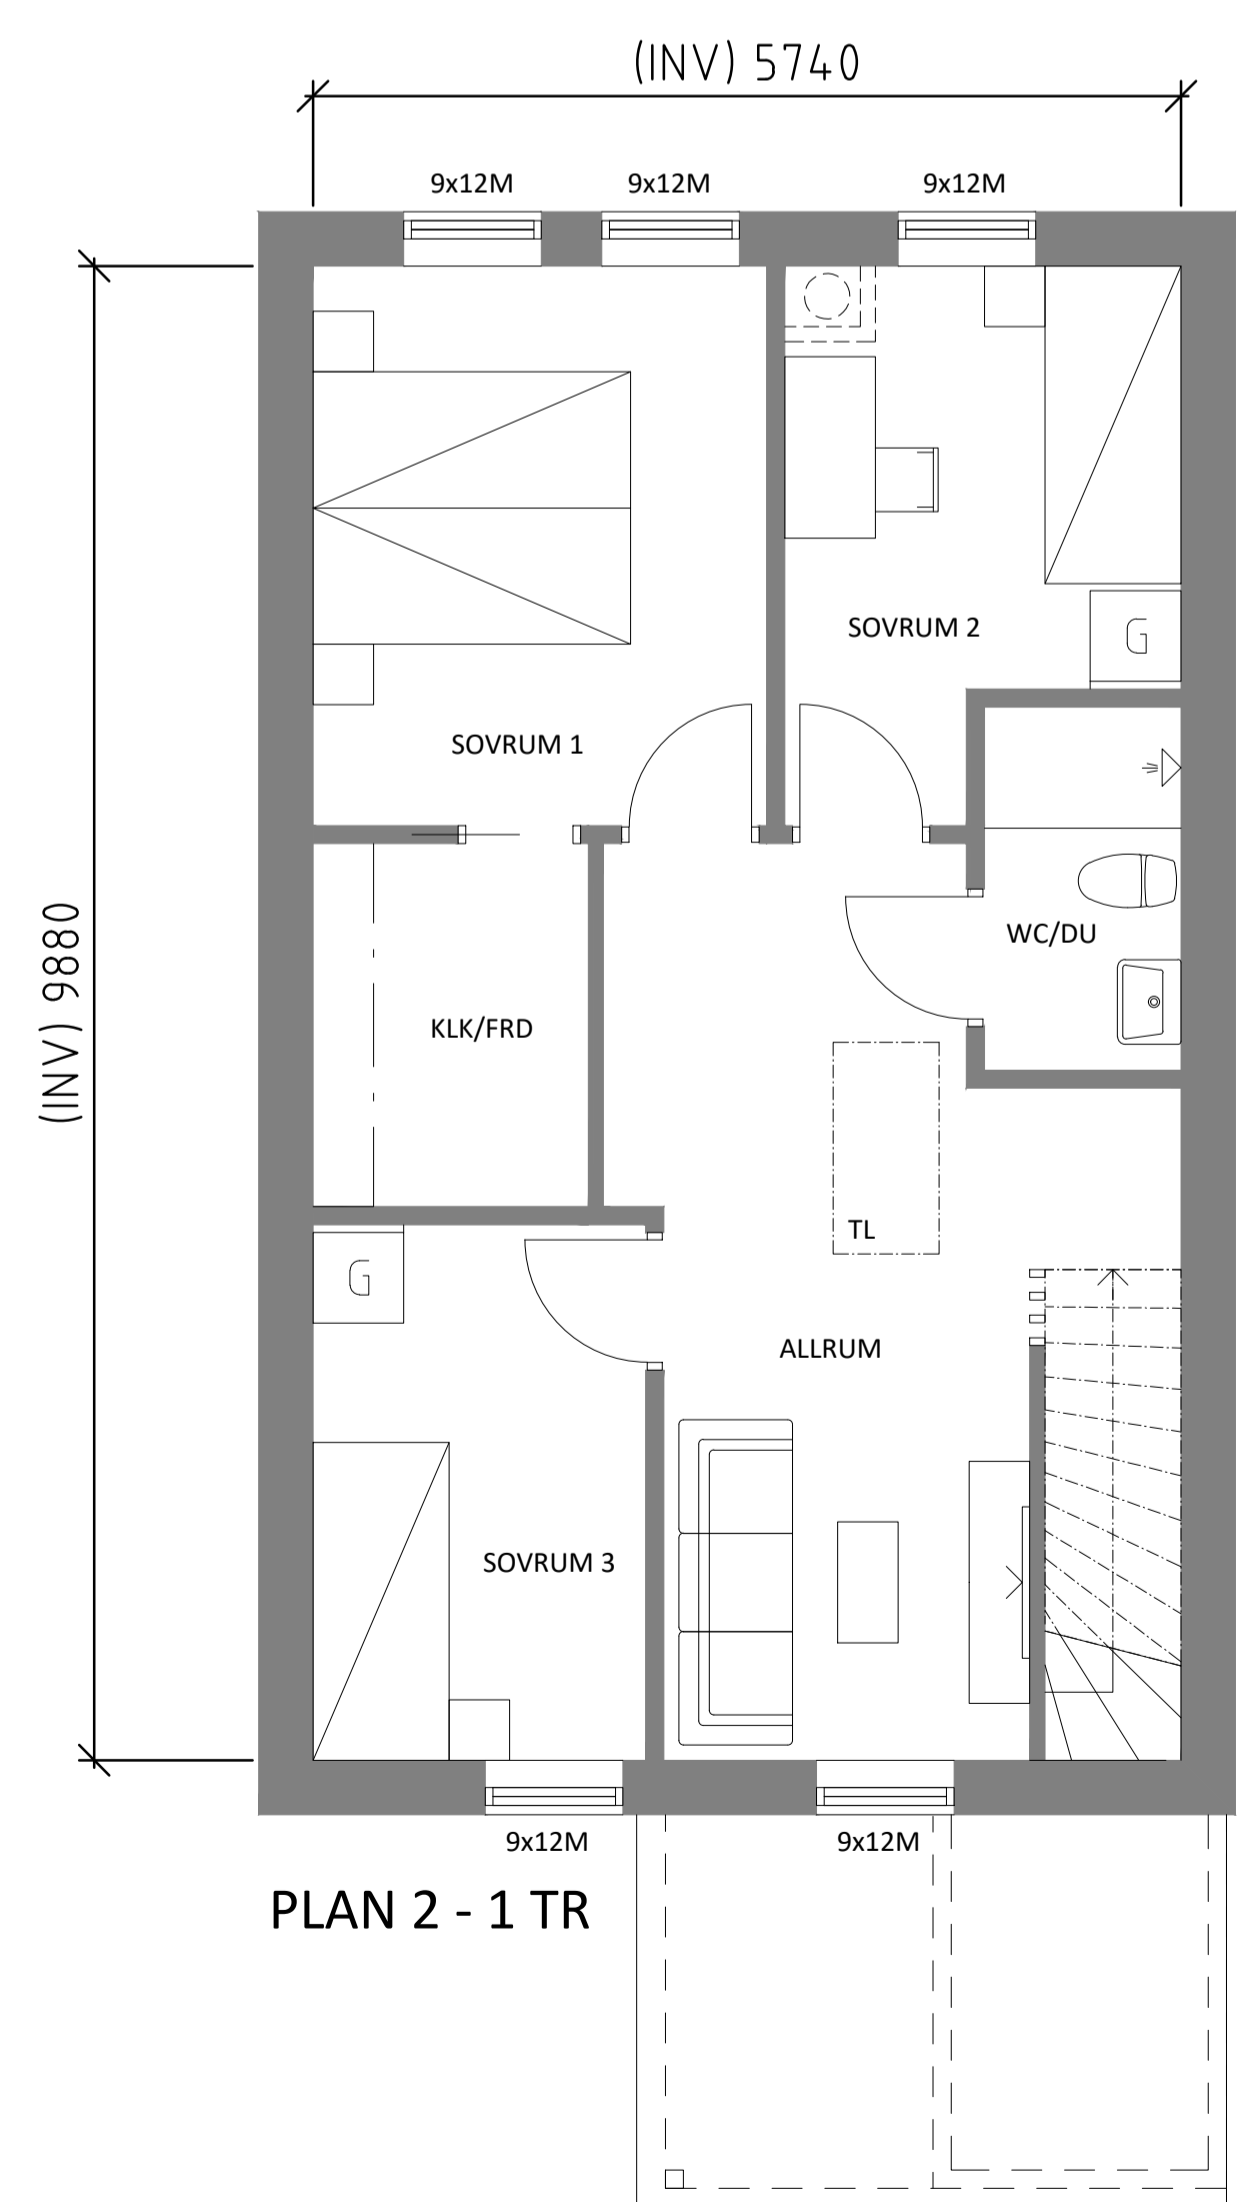 (INV) 5740
9x12M
9x12M
9x12M
SOVRUM 2
G
SOVRUM 1
WC/DU
(INV) 9880
KLK/FRD
TL
G
ALLRUM
SOVRUM 3
9x12M
9x12M
PLAN 2 - 1 TR